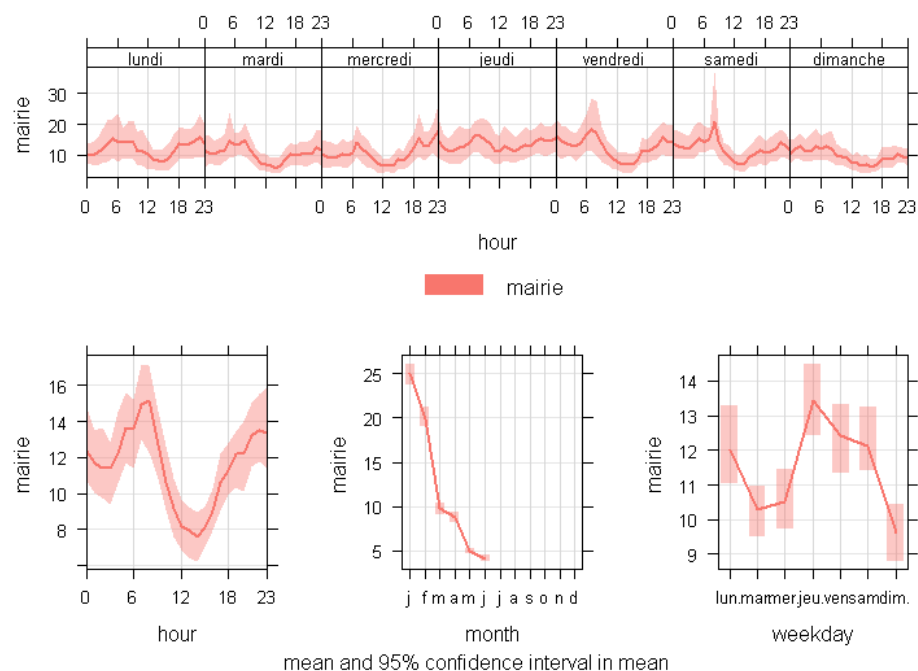 0 6 12 18 23 0 6 12 18 23 0 6 12 18 23
lundi mardi mercredi jeudi vendredi samedi dimanche
30
20
10
mairie
0 6 12 18 23 0 6 12 18 23 0 6 12 18 23 0 6 12 18 23
hour
mairie
16
14
12
10
8
mairie
0 6 12 18 23
hour
25
20
15
10
5
mairie
j f m a m j j a s o n d
month
14
13
12
11
10
9
mairie
lun. mar. mer. jeu. ven. sam. dim.
weekday
mean and 95% confidence interval in mean